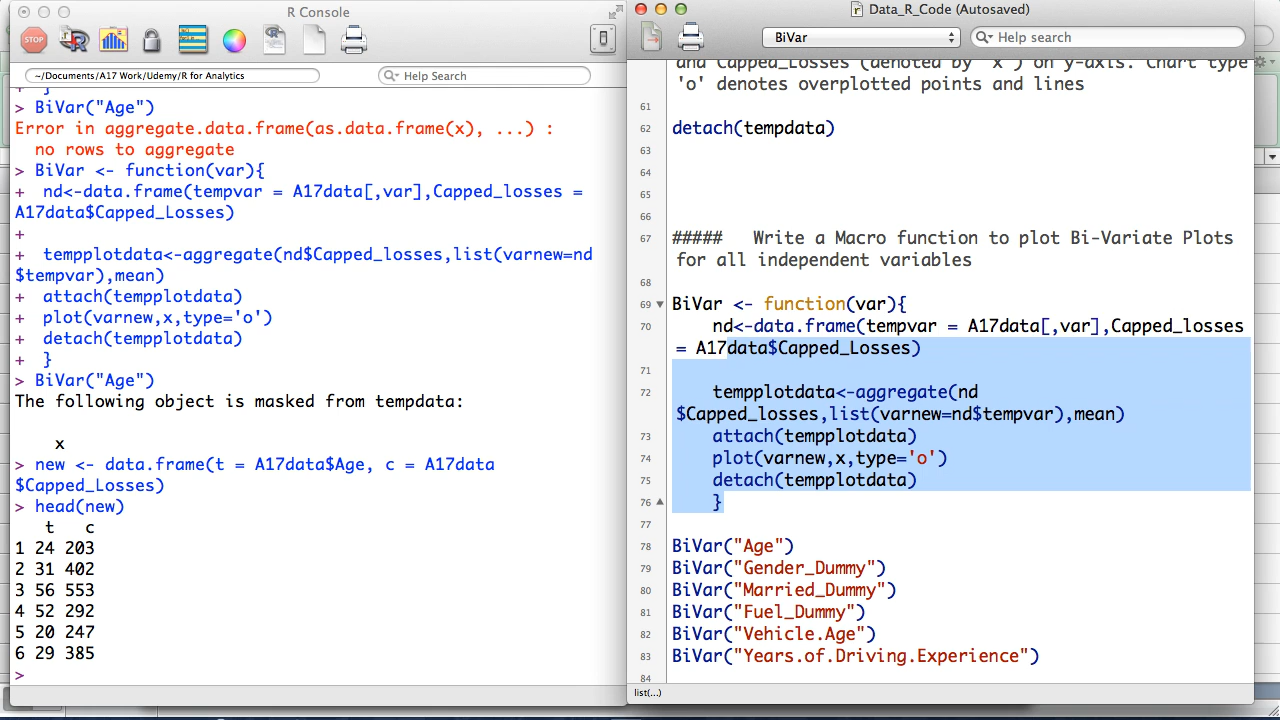 R Console
STOP
R
~/Documents/A17 Work/Udemy/R for Analytics
Help Search
+ }
> BiVar("Age")
Error in aggregate.data.frame(as.data.frame(x), ...) :
no rows to aggregate
> BiVar <- function(var){
+ nd<-data.frame(tempvar = A17data[,var],Capped_losses =
A17data$Capped_Losses)
+
+ tempplotdata<-aggregate(nd$Capped_losses,list(varnew=nd
$tempvar),mean)
+ attach(tempplotdata)
+ plot(varnew,x,type='o')
+ detach(tempplotdata)
+ }
> BiVar("Age")
The following object is masked from tempdata:
x
> new <- data.frame(t = A17data$Age, c = A17data
$Capped_Losses)
> head(new)
t c
1 24 203
2 31 402
3 56 553
4 52 292
5 20 247
6 29 385
>
Data_R_Code (Autosaved)
BiVar
Help search
and Capped_Losses (denoted by 'x') on y-axis. Chart type
'o' denotes overplotted points and lines
61
62 detach(tempdata)
63
64
65
66
67 ##### Write a Macro function to plot Bi-Variate Plots
for all independent variables
68
69 BiVar <- function(var){
70 nd<-data.frame(tempvar = A17data[,var],Capped_losses
= A17data$Capped_Losses)
71
72 tempplotdata<-aggregate(nd
$Capped_losses,list(varnew=nd$tempvar),mean)
73 attach(tempplotdata)
74 plot(varnew,x,type='o')
75 detach(tempplotdata)
76 }
77
78 BiVar("Age")
79 BiVar("Gender_Dummy")
80 BiVar("Married_Dummy")
81 BiVar("Fuel_Dummy")
82 BiVar("Vehicle.Age")
83 BiVar("Years.of.Driving.Experience")
84
list(...)